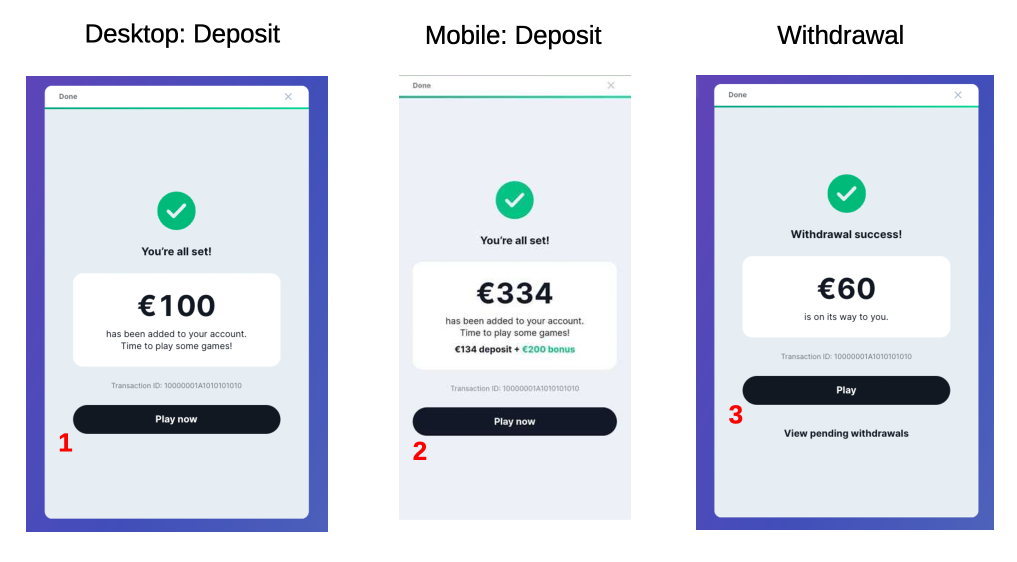 Desktop: Deposit
Done
You're all set!
€100
has been added to your account.
Time to play some games!
Transaction ID: 10000001A1010101010
Play now
1
Mobile: Deposit
Done
You're all set!
€334
has been added to your account.
Time to play some games!
€134 deposit + €200 bonus
Transaction ID: 10000001A1010101010
Play now
2
Withdrawal
Done
Withdrawal success!
€60
is on its way to you.
Transaction ID: 10000001A1010101010
Play
3
View pending withdrawals